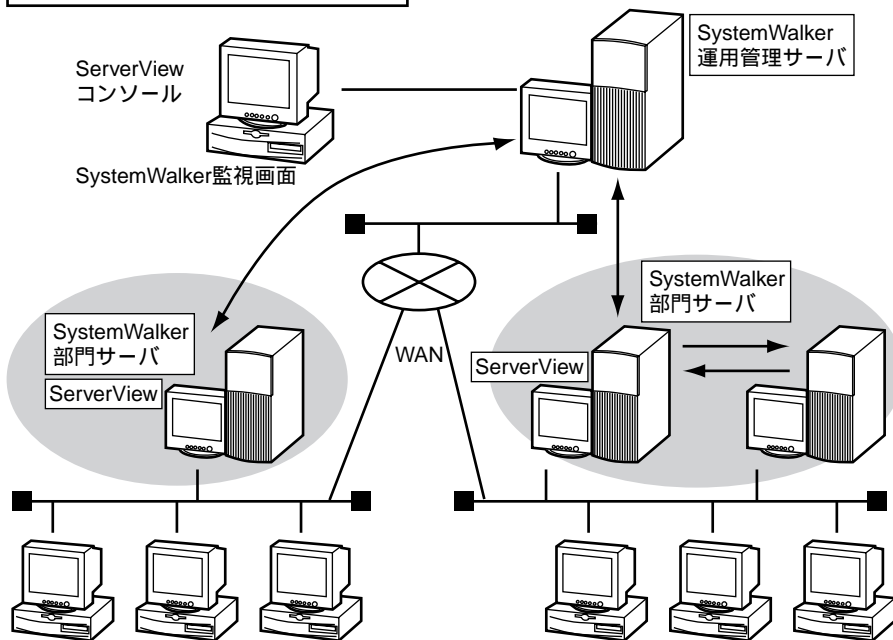 SystemWalker
運用管理サーバ
ServerView
コンソール
SystemWalker監視画面
SystemWalker
部門サーバ
SystemWalker
部門サーバ
ServerView
WAN
ServerView